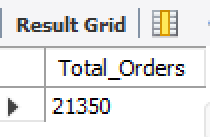 Result Grid
Total_Orders
21350